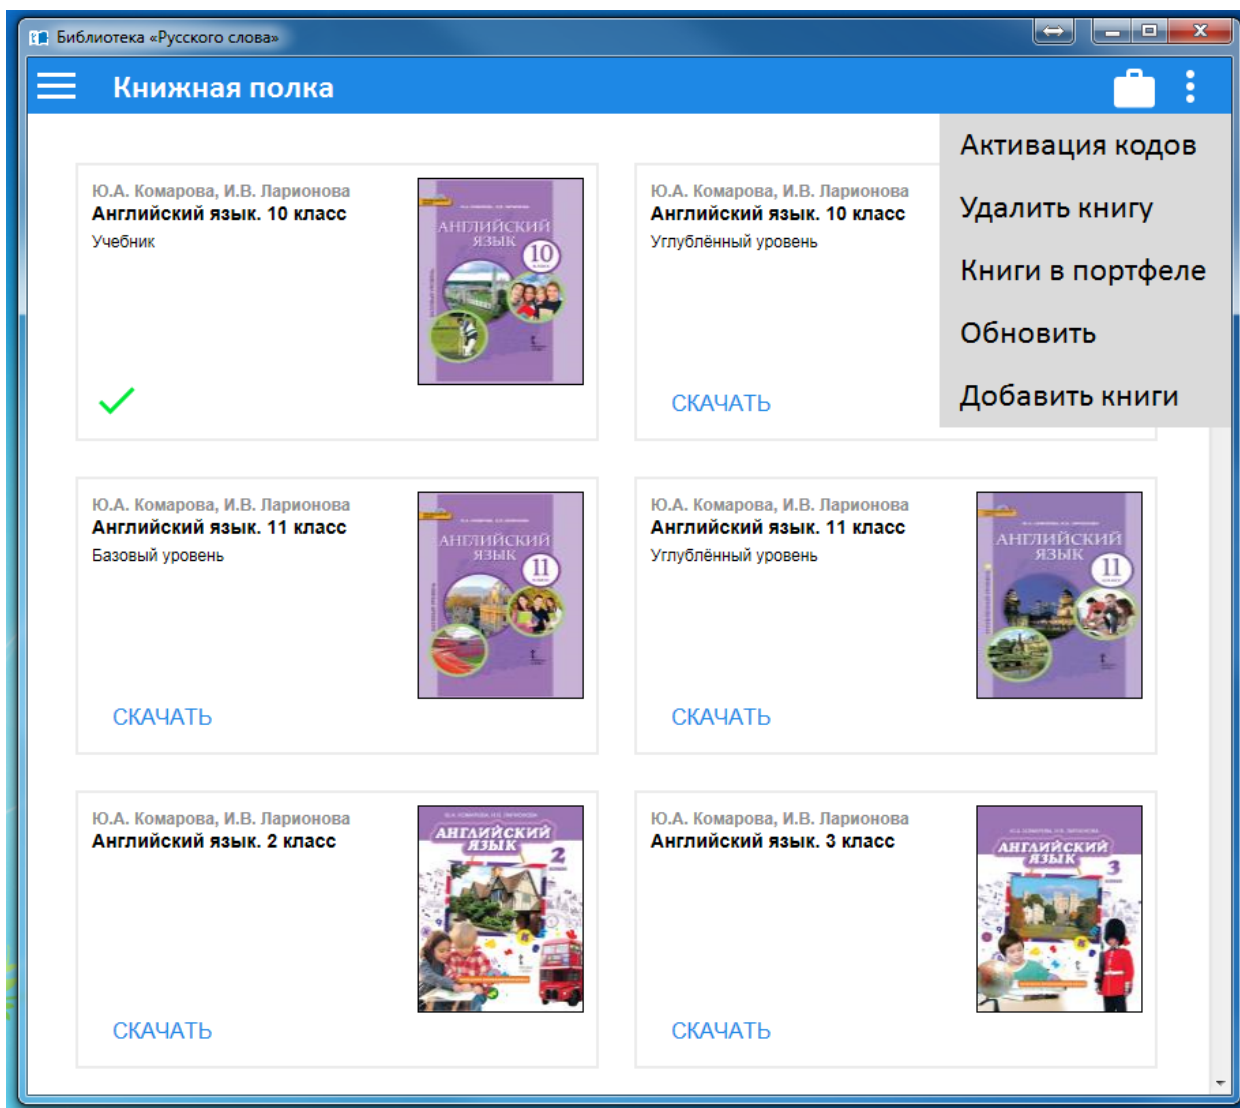 Библиотека «Русского слова»
Книжная полка
Активация кодов
Удалить книгу
Книги в портфеле
Обновить
Добавить книги
Ю.А. Комарова, И.В. Ларионова
Английский язык. 10 класс
Учебник
АНГЛИЙСКИЙ
ЯЗЫК
10
Ю.А. Комарова, И.В. Ларионова
Английский язык. 10 класс
Углублённый уровень
СКАЧАТЬ
Ю.А. Комарова, И.В. Ларионова
Английский язык. 11 класс
Базовый уровень
АНГЛИЙСКИЙ
ЯЗЫК
11
СКАЧАТЬ
Ю.А. Комарова, И.В. Ларионова
Английский язык. 11 класс
Углублённый уровень
АНГЛИЙСКИЙ
ЯЗЫК
11
СКАЧАТЬ
Ю.А. Комарова, И.В. Ларионова
Английский язык. 2 класс
АНГЛИЙСКИЙ
ЯЗЫК
2
СКАЧАТЬ
Ю.А. Комарова, И.В. Ларионова
Английский язык. 3 класс
АНГЛИЙСКИЙ
ЯЗЫК
3
СКАЧАТЬ